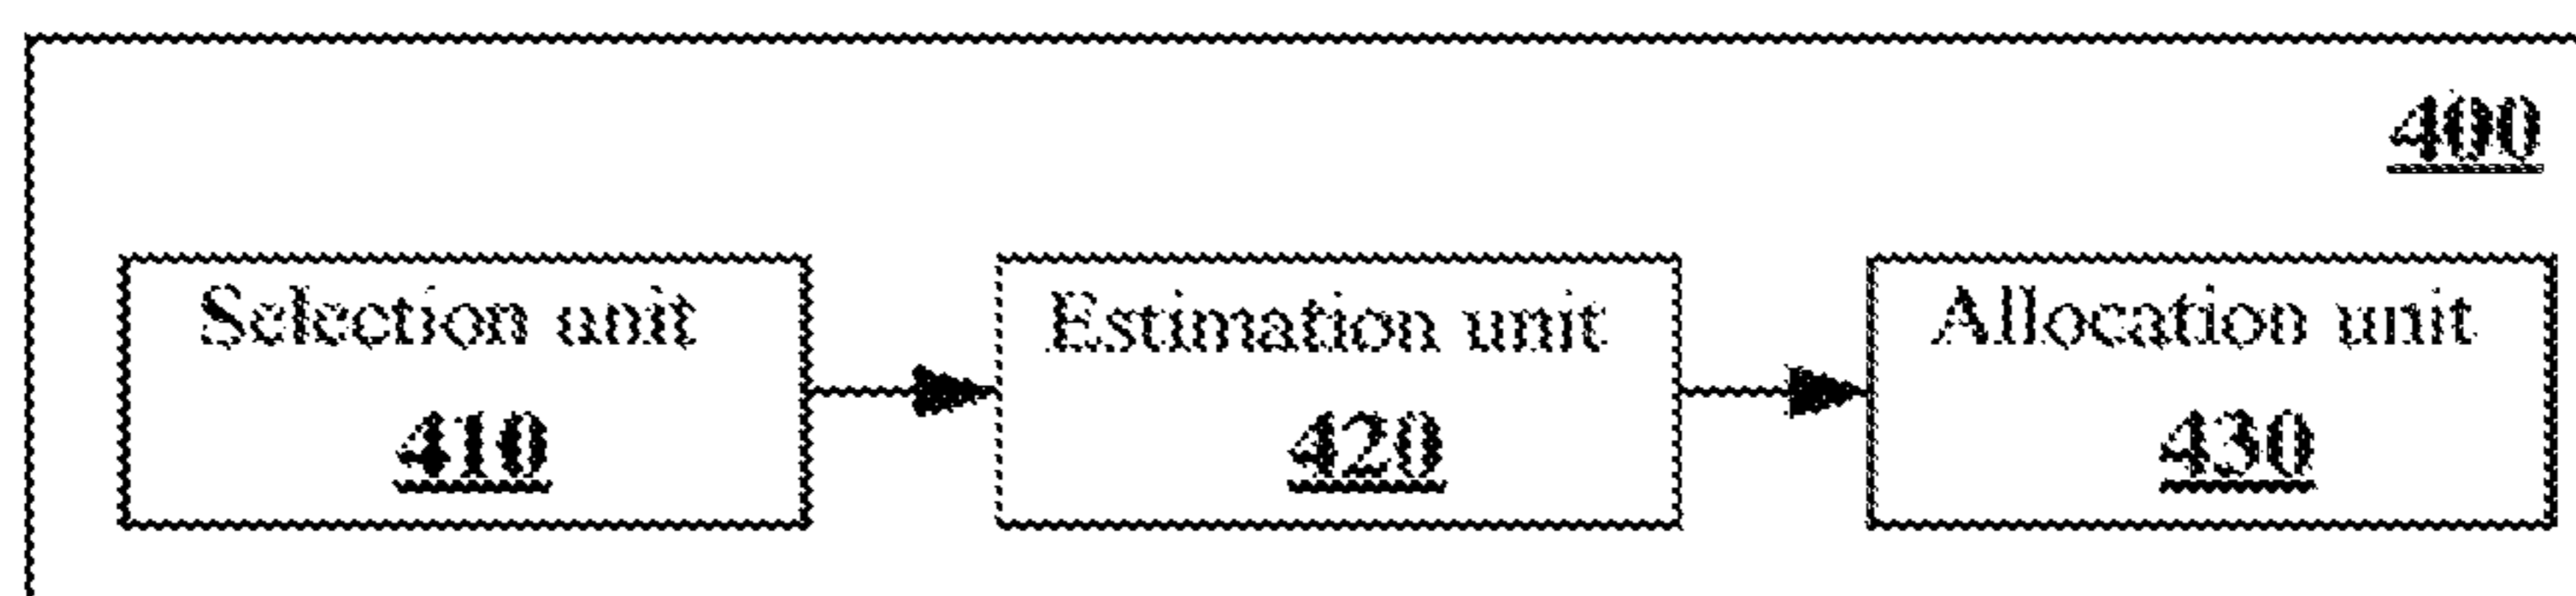 400
Selection unit
410
Estimation unit
420
Allocation unit
430